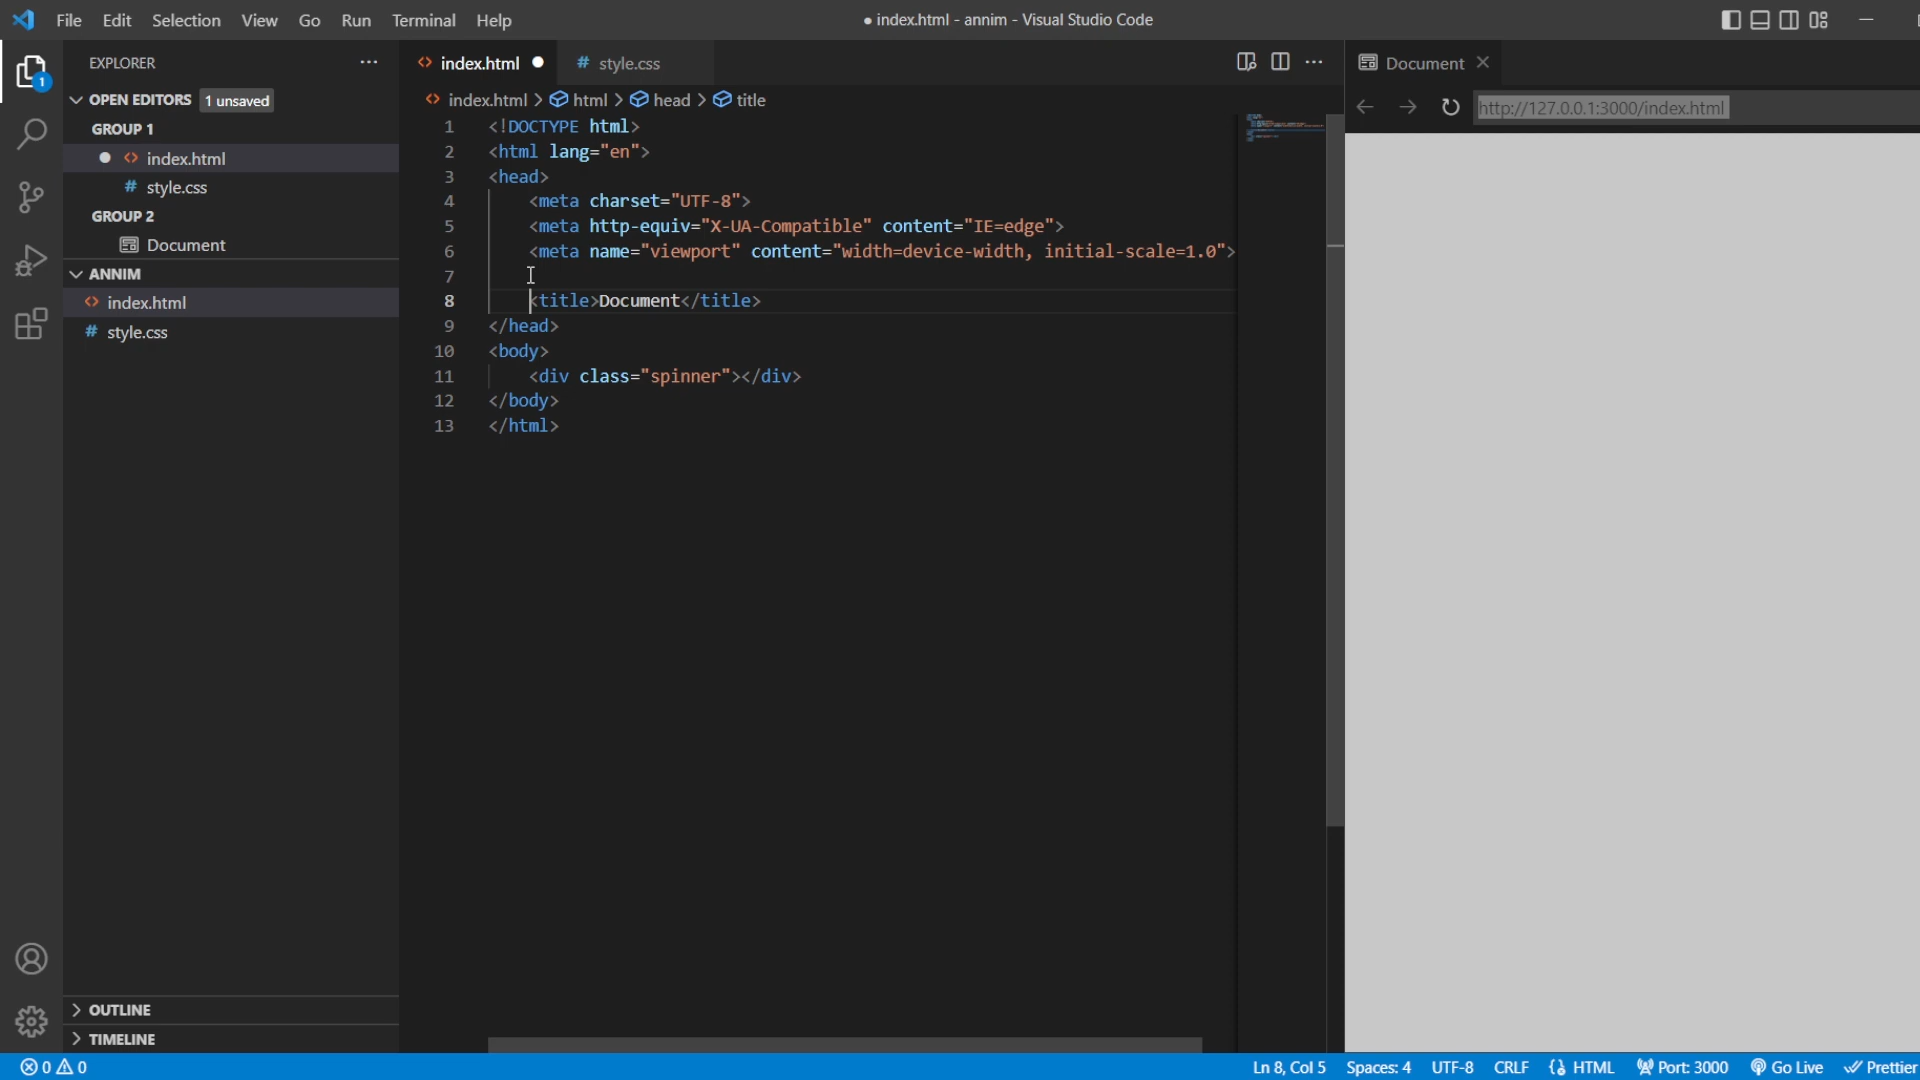 File Edit Selection View Go Run Terminal Help
● index.html - annim - Visual Studio Code
EXPLORER
1
OPEN EDITORS 1 unsaved
GROUP 1
index.html
# style.css
GROUP 2
Document
ANNIM
index.html
# style.css
OUTLINE
TIMELINE
index.html # style.css
index.html > html > head > title
1 <!DOCTYPE html>
2 <html lang="en">
3 <head>
4 <meta charset="UTF-8">
5 <meta http-equiv="X-UA-Compatible" content="IE=edge">
6 <meta name="viewport" content="width=device-width, initial-scale=1.0">
7
8 <title>Document</title>
9 </head>
10 <body>
11 <div class="spinner"></div>
12 </body>
13 </html>
Document
http://127.0.0.1:3000/index.html
0 0 Ln 8, Col 5 Spaces: 4 UTF-8 CRLF HTML Port: 3000 Go Live Prettier